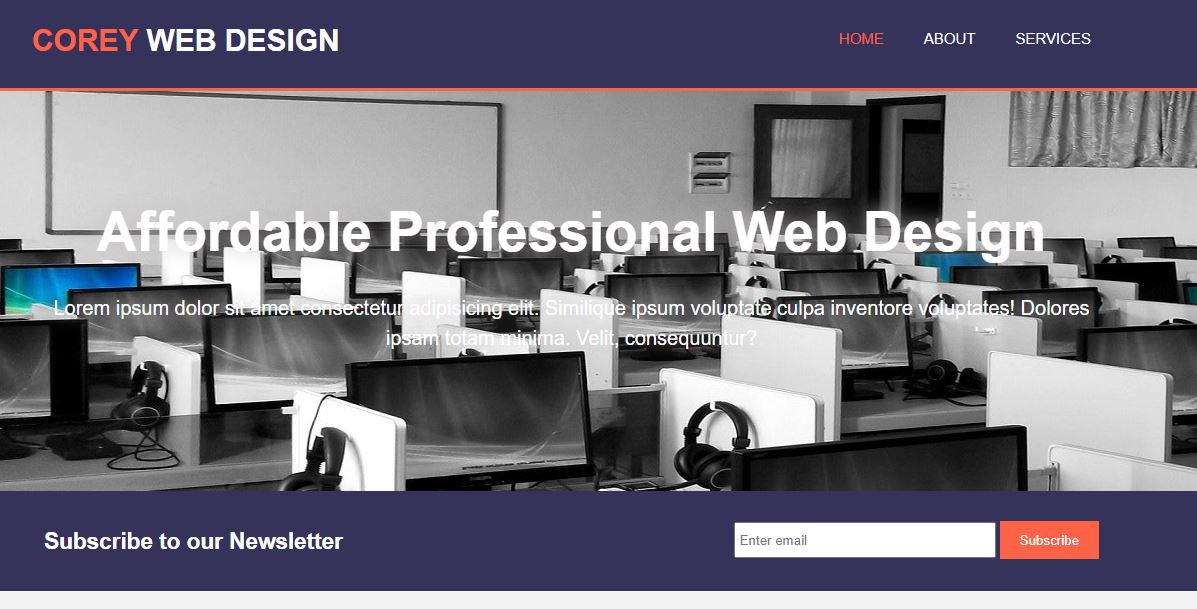 COREY WEB DESIGN
HOME ABOUT SERVICES
Affordable Professional Web Design
Lorem ipsum dolor sit amet consectetur adipisicing elit. Similique ipsum voluptate culpa inventore voluptates! Dolores
ipsam totam minima. Velit, consequuntur?
Subscribe to our Newsletter
Enter email
Subscribe